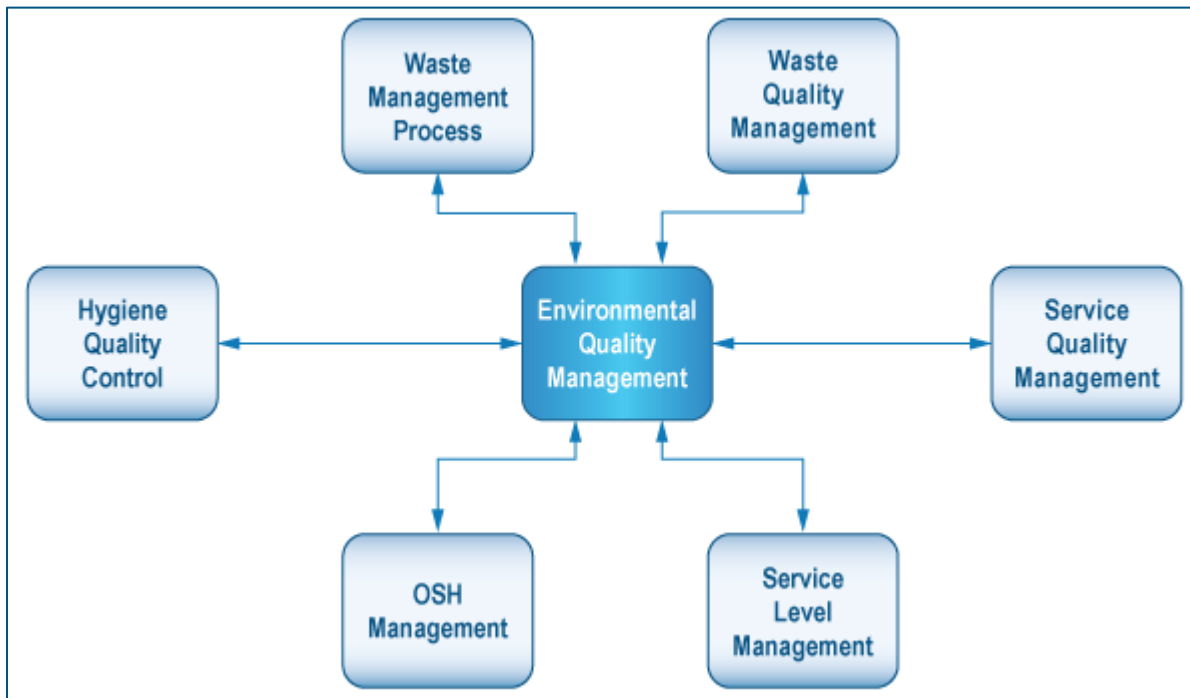 Waste
Management
Process
Waste
Quality
Management
Hygiene
Quality
Control
Environmental
Quality
Management
Service
Quality
Management
OSH
Management
Service
Level
Management